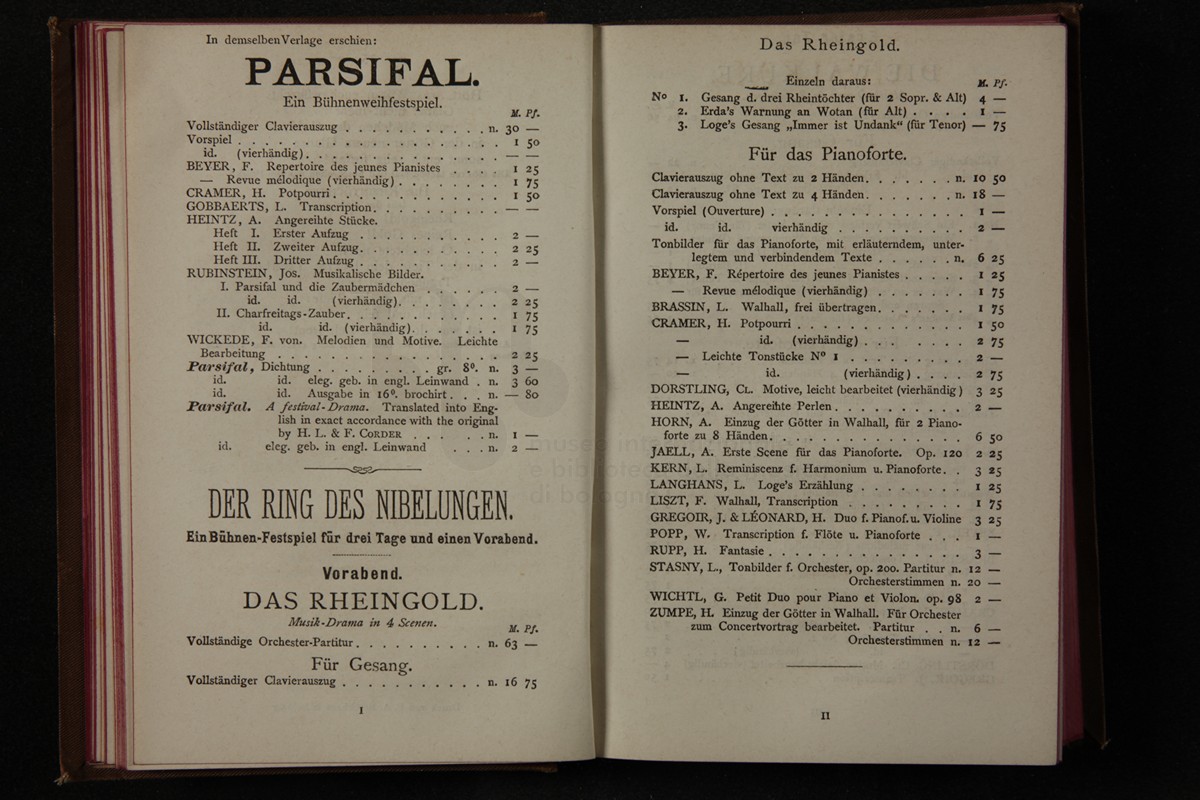 In demselben Verlage erschien:
PARSIFAL.
Ein Bühnenweihfestspiel.
M. Pf.
Vollständiger Clavierauszug . . . . . . . . . . . n. 30 —
Vorspiel . . . . . . . . . . . . . . . . . . . 1 50
id. (vierhändig) . . . . . . . . . . . . . . — —
BEYER, F. Repertoire des jeunes Pianistes . . . . 1 25
— Revue mélodique (vierhändig) . . . . . . . 1 75
CRAMER, H. Potpourri . . . . . . . . . . . . 1 50
GOBBAERTS, L. Transcription . . . . . . . . . — —
HEINTZ, A. Angereihte Stücke.
Heft I. Erster Aufzug . . . . . . . . . . 2 —
Heft II. Zweiter Aufzug . . . . . . . . . . 2 25
Heft III. Dritter Aufzug . . . . . . . . . . 2 —
RUBINSTEIN, Jos. Musikalische Bilder.
I. Parsifal und die Zaubermädchen . . . . . 2 —
id. id. (vierhändig) . . . . . . . 2 25
II. Charfreitags-Zauber . . . . . . . . . . . 1 75
id. id. (vierhändig) . . . . . . 1 75
WICKEDE, F. von. Melodien und Motive. Leichte
Bearbeitung . . . . . . . . . . . . . . . . 2 25
Parsifal, Dichtung . . . . . . . . . gr. 8º. n. 3 —
id. id. eleg. geb. in engl. Leinwand . n. 3 60
id. id. Ausgabe in 16º. brochirt . . . n. — 80
Parsifal. A festival-Drama. Translated into Eng-
lish in exact accordance with the original
by H. L. & F. CORDER . . . . . n. 1 —
id. eleg. geb. in engl. Leinwand . . . n. 2 —
DER RING DES NIBELUNGEN.
Ein Bühnen-Festspiel für drei Tage und einen Vorabend.
Vorabend.
DAS RHEINGOLD.
Musik-Drama in 4 Scenen.
M. Pf.
Vollständige Orchester-Partitur . . . . . . . . . . n. 63 —
Für Gesang.
Vollständiger Clavierauszug . . . . . . . . . . . n. 16 75
I
Das Rheingold.
Einzeln daraus: M. Pf.
Nº 1. Gesang d. drei Rheintöchter (für 2 Sopr. & Alt) 4 —
2. Erda's Warnung an Wotan (für Alt) . . . . 1 —
3. Loge's Gesang „Immer ist Undank“ (für Tenor) — 75
Für das Pianoforte.
Clavierauszug ohne Text zu 2 Händen . . . . . . . n. 10 50
Clavierauszug ohne Text zu 4 Händen . . . . . . . n. 18 —
Vorspiel (Ouverture) . . . . . . . . . . . . . . . 1 —
id. id. vierhändig . . . . . . . . . 2 —
Tonbilder für das Pianoforte, mit erläuterndem, unter-
legtem und verbindendem Texte . . . . . . n. 6 25
BEYER, F. Répertoire des jeunes Pianistes . . . . . 1 25
— Revue mélodique (vierhändig) . . . . . . . 1 75
BRASSIN, L. Walhall, frei übertragen . . . . . . . 1 75
CRAMER, H. Potpourri . . . . . . . . . . . . . 1 50
— id. (vierhändig) . . . . . . . 2 75
— Leichte Tonstücke Nº 1 . . . . . . . . . 2 —
— id. (vierhändig) . . . . 2 75
DORSTLING, CL. Motive, leicht bearbeitet (vierhändig) 3 25
HEINTZ, A. Angereihte Perlen . . . . . . . . . . 2 —
HORN, A. Einzug der Götter in Walhall, für 2 Piano-
forte zu 8 Händen . . . . . . . . . . . . . . . 6 50
JAELL, A. Erste Scene für das Pianoforte. Op. 120 2 25
KERN, L. Reminiscenz f. Harmonium u. Pianoforte . . 3 25
LANGHANS, L. Loge's Erzählung . . . . . . . . 1 25
LISZT, F. Walhall, Transcription . . . . . . . . . 1 75
GREGOIR, J. & LÉONARD, H. Duo f. Pianof. u. Violine 3 25
POPP, W. Transcription f. Flöte u. Pianoforte . . . 1 —
RUPP, H. Fantasie . . . . . . . . . . . . . . . 3 —
STASNY, L., Tonbilder f. Orchester, op. 200. Partitur n. 12 —
Orchesterstimmen n. 20 —
WICHTL, G. Petit Duo pour Piano et Violon. op. 98 2 —
ZUMPE, H. Einzug der Götter in Walhall. Für Orchester
zum Concertvortrag bearbeitet. Partitur . . n. 6 —
Orchesterstimmen n. 12 —
II